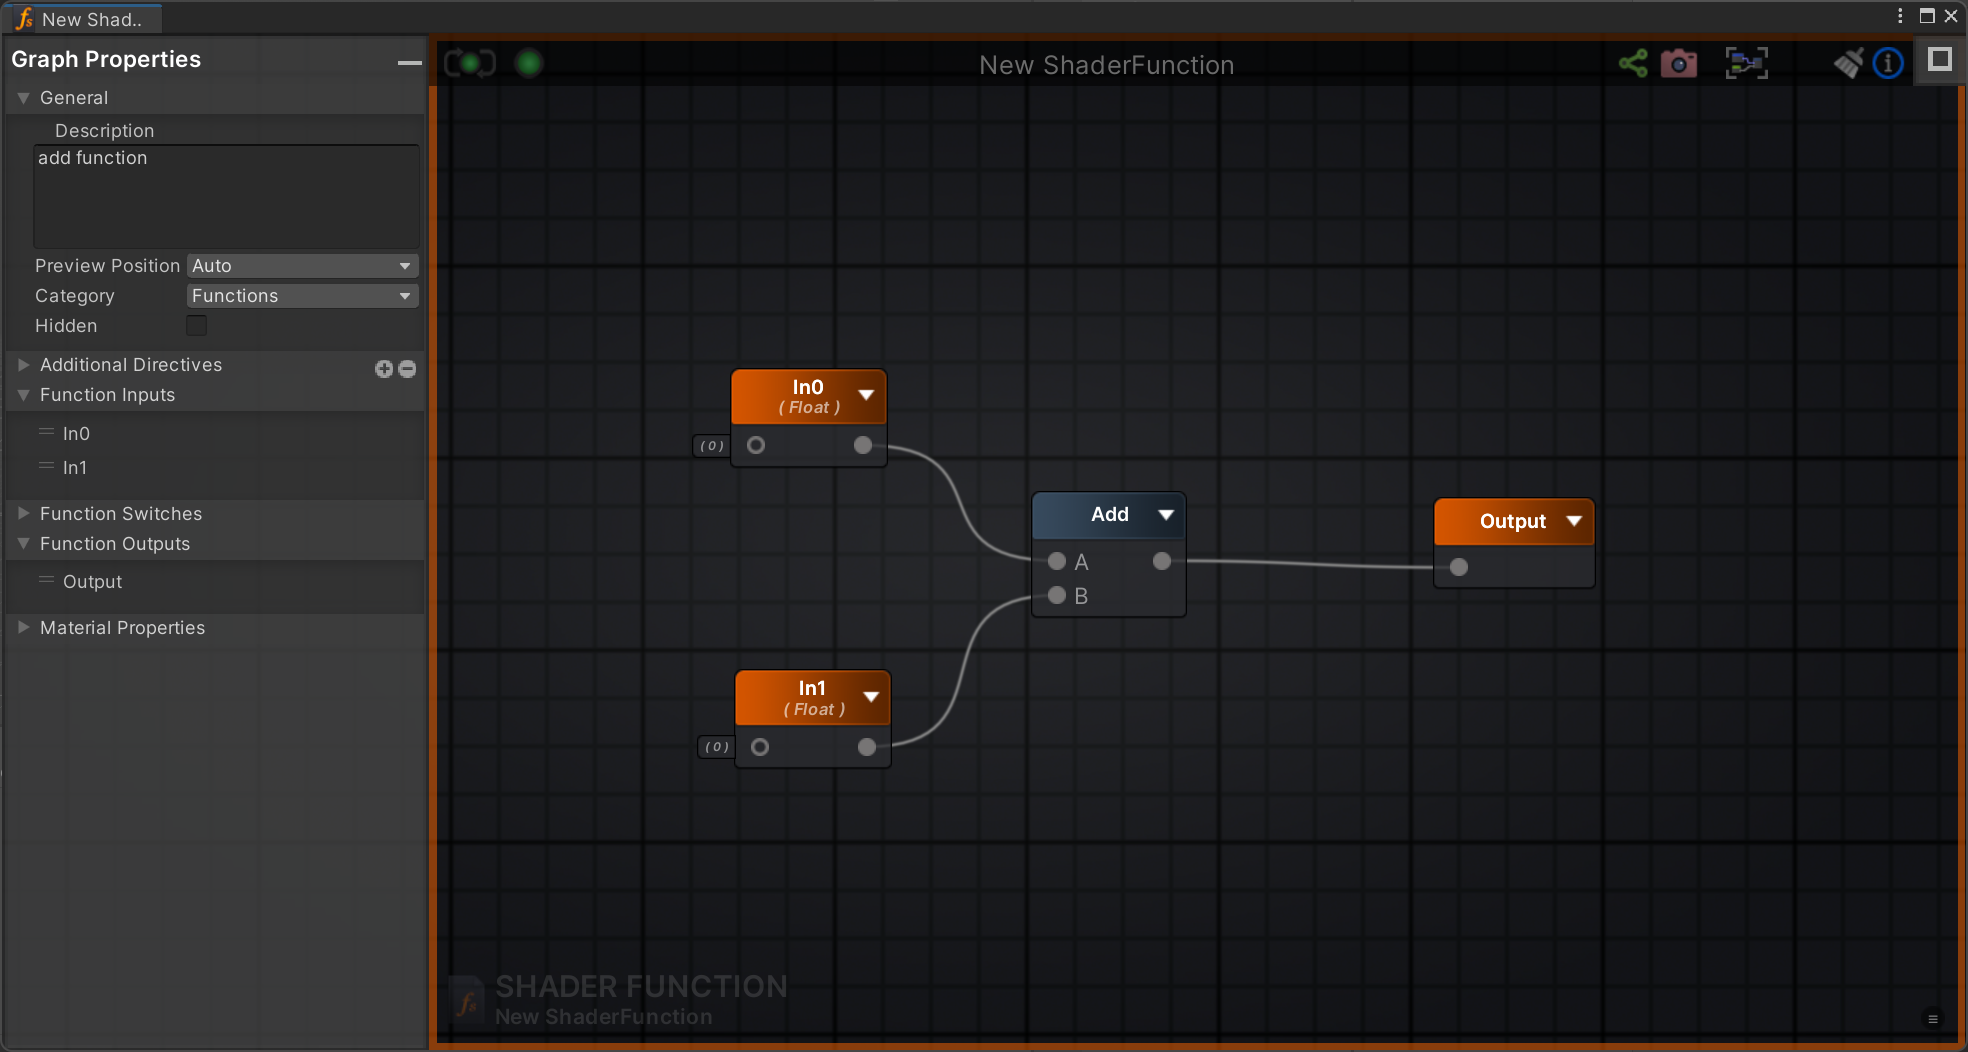 New Shad..
Graph Properties
General
Description
add function
Preview Position Auto
Category Functions
Hidden
Additional Directives
Function Inputs
In0
In1
Function Switches
Function Outputs
Output
Material Properties
New ShaderFunction
In0
( Float )
( 0 )
Add
A
B
Output
In1
( Float )
( 0 )
SHADER FUNCTION
New ShaderFunction